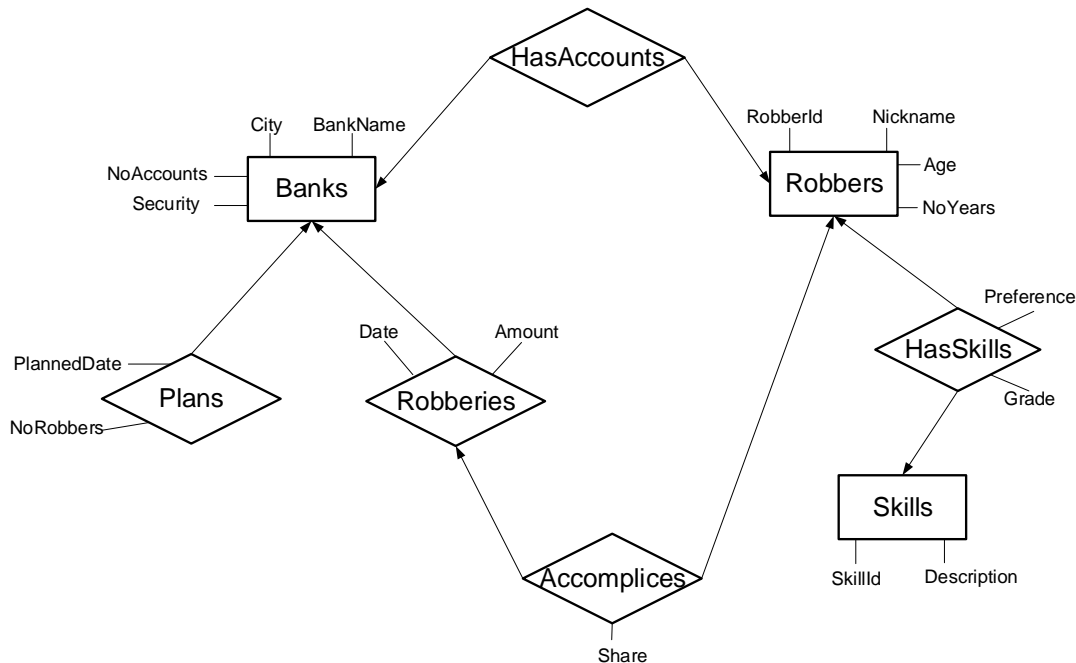 HasAccounts
City
BankName
RobberId
Nickname
NoAccounts
Banks
Robbers
Age
Security
NoYears
Preference
Date
Amount
HasSkills
PlannedDate
Plans
Robberies
Grade
NoRobbers
Skills
Accomplices
SkillId
Description
Share